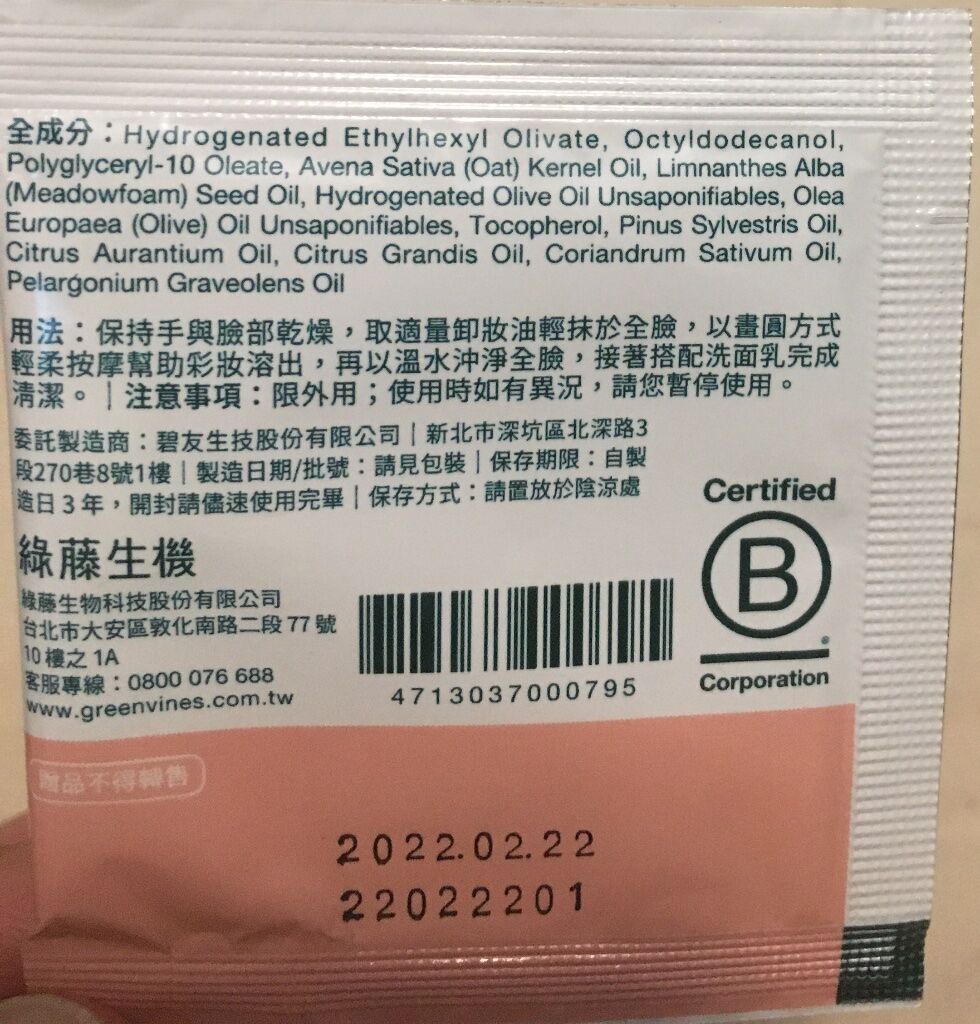 全成分：Hydrogenated Ethylhexyl Olivate, Octyldodecanol,
Polyglyceryl-10 Oleate, Avena Sativa (Oat) Kernel Oil, Limnanthes Alba
(Meadowfoam) Seed Oil, Hydrogenated Olive Oil Unsaponifiables, Olea
Europaea (Olive) Oil Unsaponifiables, Tocopherol, Pinus Sylvestris Oil,
Citrus Aurantium Oil, Citrus Grandis Oil, Coriandrum Sativum Oil,
Pelargonium Graveolens Oil
用法：保持手與臉部乾燥，取適量卸妝油輕抹於全臉，以畫圓方式
輕柔按摩幫助彩妝溶出，再以溫水沖淨全臉，接著搭配洗面乳完成
清潔。｜注意事項：限外用；使用時如有異況，請您暫停使用。
委託製造商：碧友生技股份有限公司｜新北市深坑區北深路3
段270巷8號1樓｜製造日期/批號：請見包裝｜保存期限：自製
造日3年，開封請儘速使用完畢｜保存方式：請置放於陰涼處
綠藤生機
綠藤生物科技股份有限公司
台北市大安區敦化南路二段77號
10樓之1A
客服專線：0800 076 688
www.greenvines.com.tw
4713037000795
Certified
B
Corporation
贈品不得轉售
2022.02.22
22022201